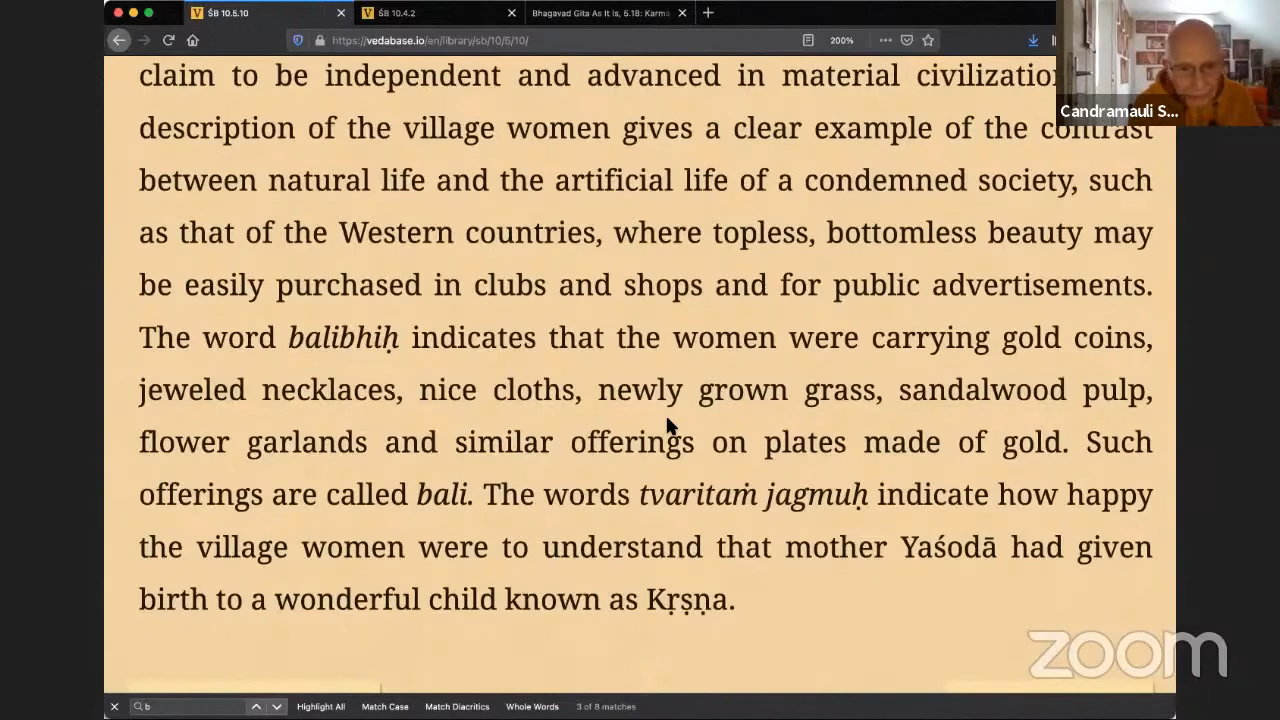 ŚB 10.5.10
ŚB 10.4.2
Bhagavad Gita As It Is, 5.18: Karma
https://vedabase.io/en/library/sb/10/5/10/
200%
Candramauli S...
claim to be independent and advanced in material civilization
description of the village women gives a clear example of the contrast
between natural life and the artificial life of a condemned society, such
as that of the Western countries, where topless, bottomless beauty may
be easily purchased in clubs and shops and for public advertisements.
The word balibhiḥ indicates that the women were carrying gold coins,
jeweled necklaces, nice cloths, newly grown grass, sandalwood pulp,
flower garlands and similar offerings on plates made of gold. Such
offerings are called bali. The words tvaritaṁ jagmuḥ indicate how happy
the village women were to understand that mother Yaśodā had given
birth to a wonderful child known as Kṛṣṇa.
zoom
b
Highlight All
Match Case
Match Diacritics
Whole Words
3 of 8 matches